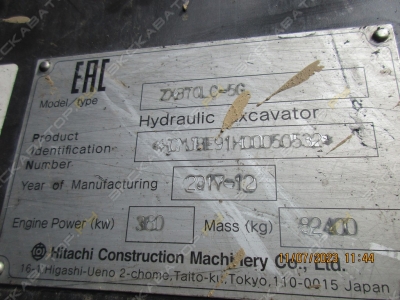 EAC
Model/type ZX870LC-5G
Hydraulic Excavator
Product
Identification
Number
Year of Manufacturing 2017-12
Engine Power (kw) 360 Mass (kg) 82400
Hitachi Construction Machinery Co., Ltd.
16-1 Higashi-Ueno 2-chome, Taito-ku, Tokyo, 110-0015 Japan
11/07/2023 11:44